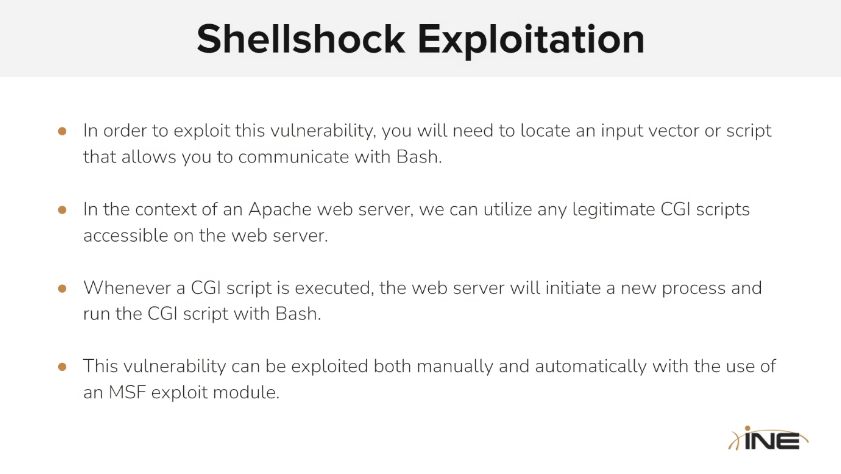 Shellshock Exploitation
● In order to exploit this vulnerability, you will need to locate an input vector or script
that allows you to communicate with Bash.
● In the context of an Apache web server, we can utilize any legitimate CGI scripts
accessible on the web server.
● Whenever a CGI script is executed, the web server will initiate a new process and
run the CGI script with Bash.
● This vulnerability can be exploited both manually and automatically with the use of
an MSF exploit module.
INE